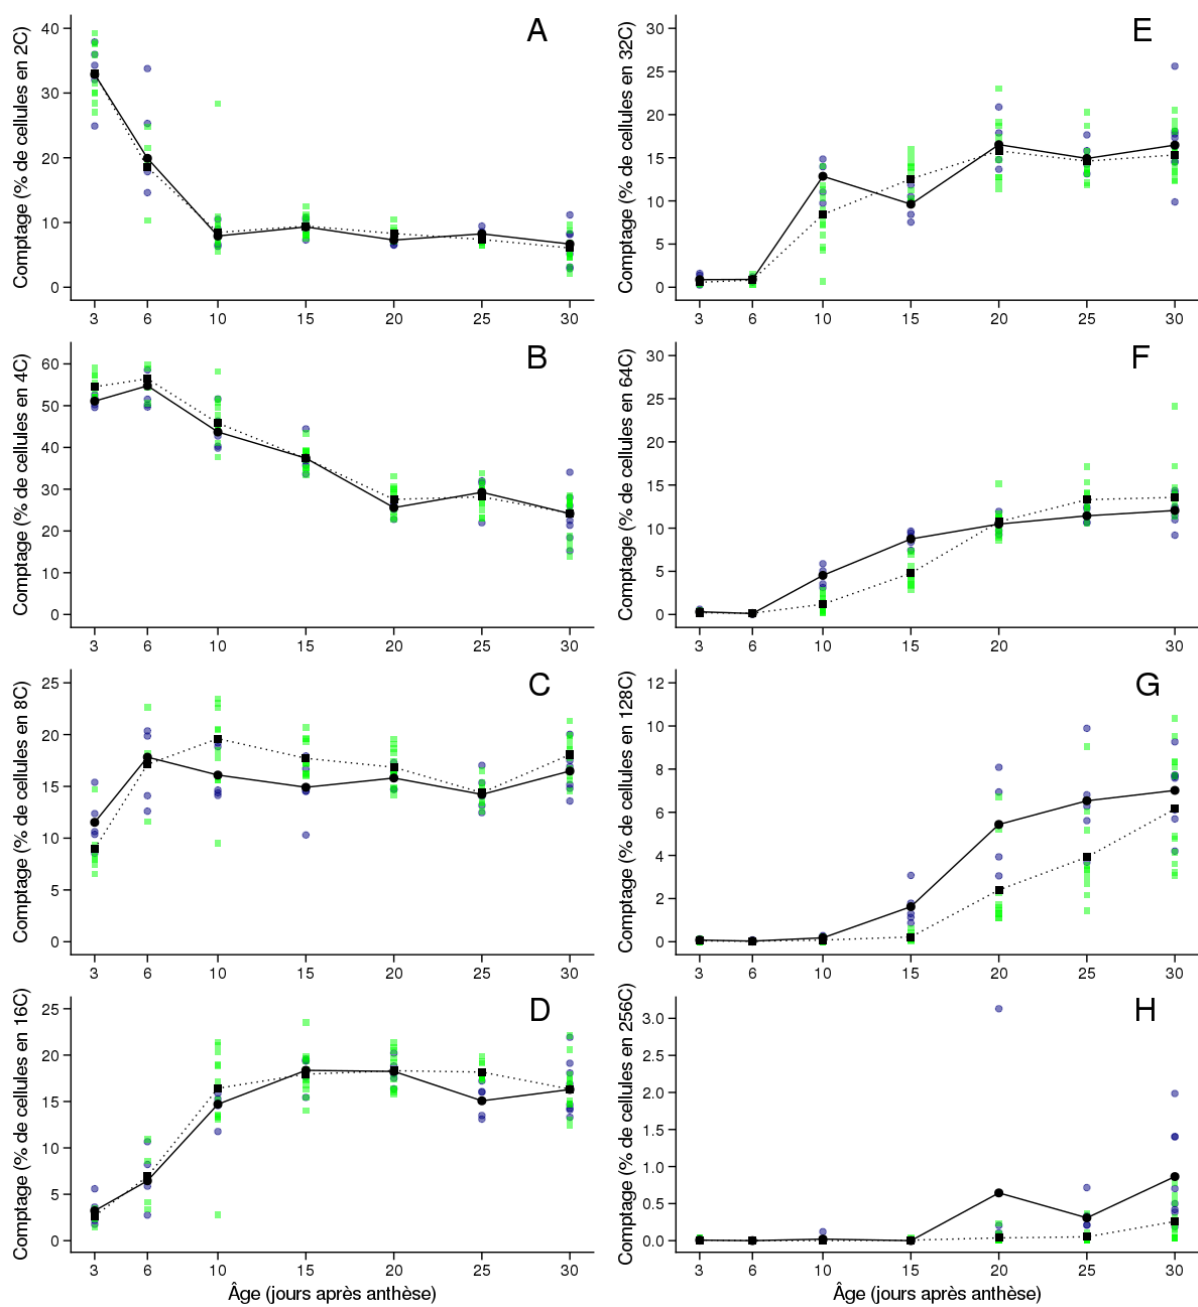 A
Comptage (% de cellules en 2C)
40
30
20
10
0
3 6 10 15 20 25 30
B
Comptage (% de cellules en 4C)
60
50
40
30
20
10
0
3 6 10 15 20 25 30
C
Comptage (% de cellules en 8C)
25
20
15
10
5
0
3 6 10 15 20 25 30
D
Comptage (% de cellules en 16C)
25
20
15
10
5
0
3 6 10 15 20 25 30
Âge (jours après anthèse)
E
Comptage (% de cellules en 32C)
30
25
20
15
10
5
0
3 6 10 15 20 25 30
F
Comptage (% de cellules en 64C)
30
25
20
15
10
5
0
3 6 10 15 20 25 30
G
Comptage (% de cellules en 128C)
12
10
8
6
4
2
0
3 6 10 15 20 25 30
H
Comptage (% de cellules en 256C)
3.0
2.5
2.0
1.5
1.0
0.5
0.0
3 6 10 15 20 25 30
Âge (jours après anthèse)